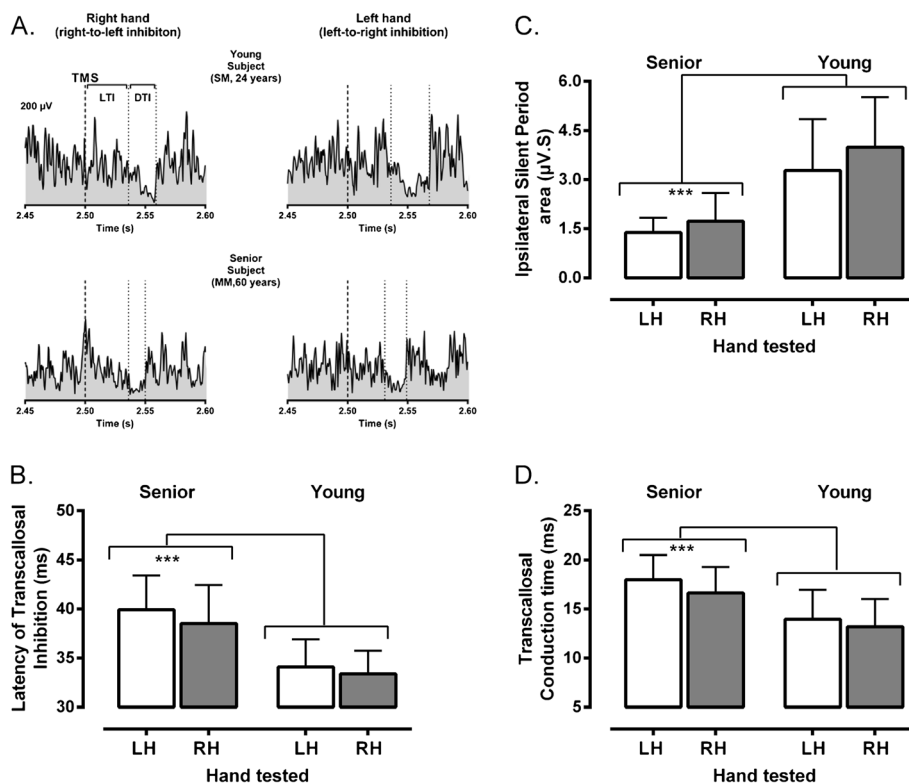 A.
Right hand
(right-to-left inhibiton)
Left hand
(left-to-right inhibition)
Young
Subject
(SM, 24 years)
TMS
LTI
DTI
200 µV
2.45 2.50 2.55 2.60
Time (s)
2.45 2.50 2.55 2.60
Time (s)
Senior
Subject
(MM,60 years)
2.45 2.50 2.55 2.60
Time (s)
2.45 2.50 2.55 2.60
Time (s)
C.
Senior Young
Ipsilateral Silent Period
area (µV.S)
6.0
4.5
3.0
1.5
0.0
***
LH RH LH RH
Hand tested
B.
Senior Young
Latency of Transcallosal
Inhibition (ms)
50
45
40
35
30
***
LH RH LH RH
Hand tested
D.
Senior Young
Transcallosal
Conduction time (ms)
25
20
15
10
5
***
LH RH LH RH
Hand tested